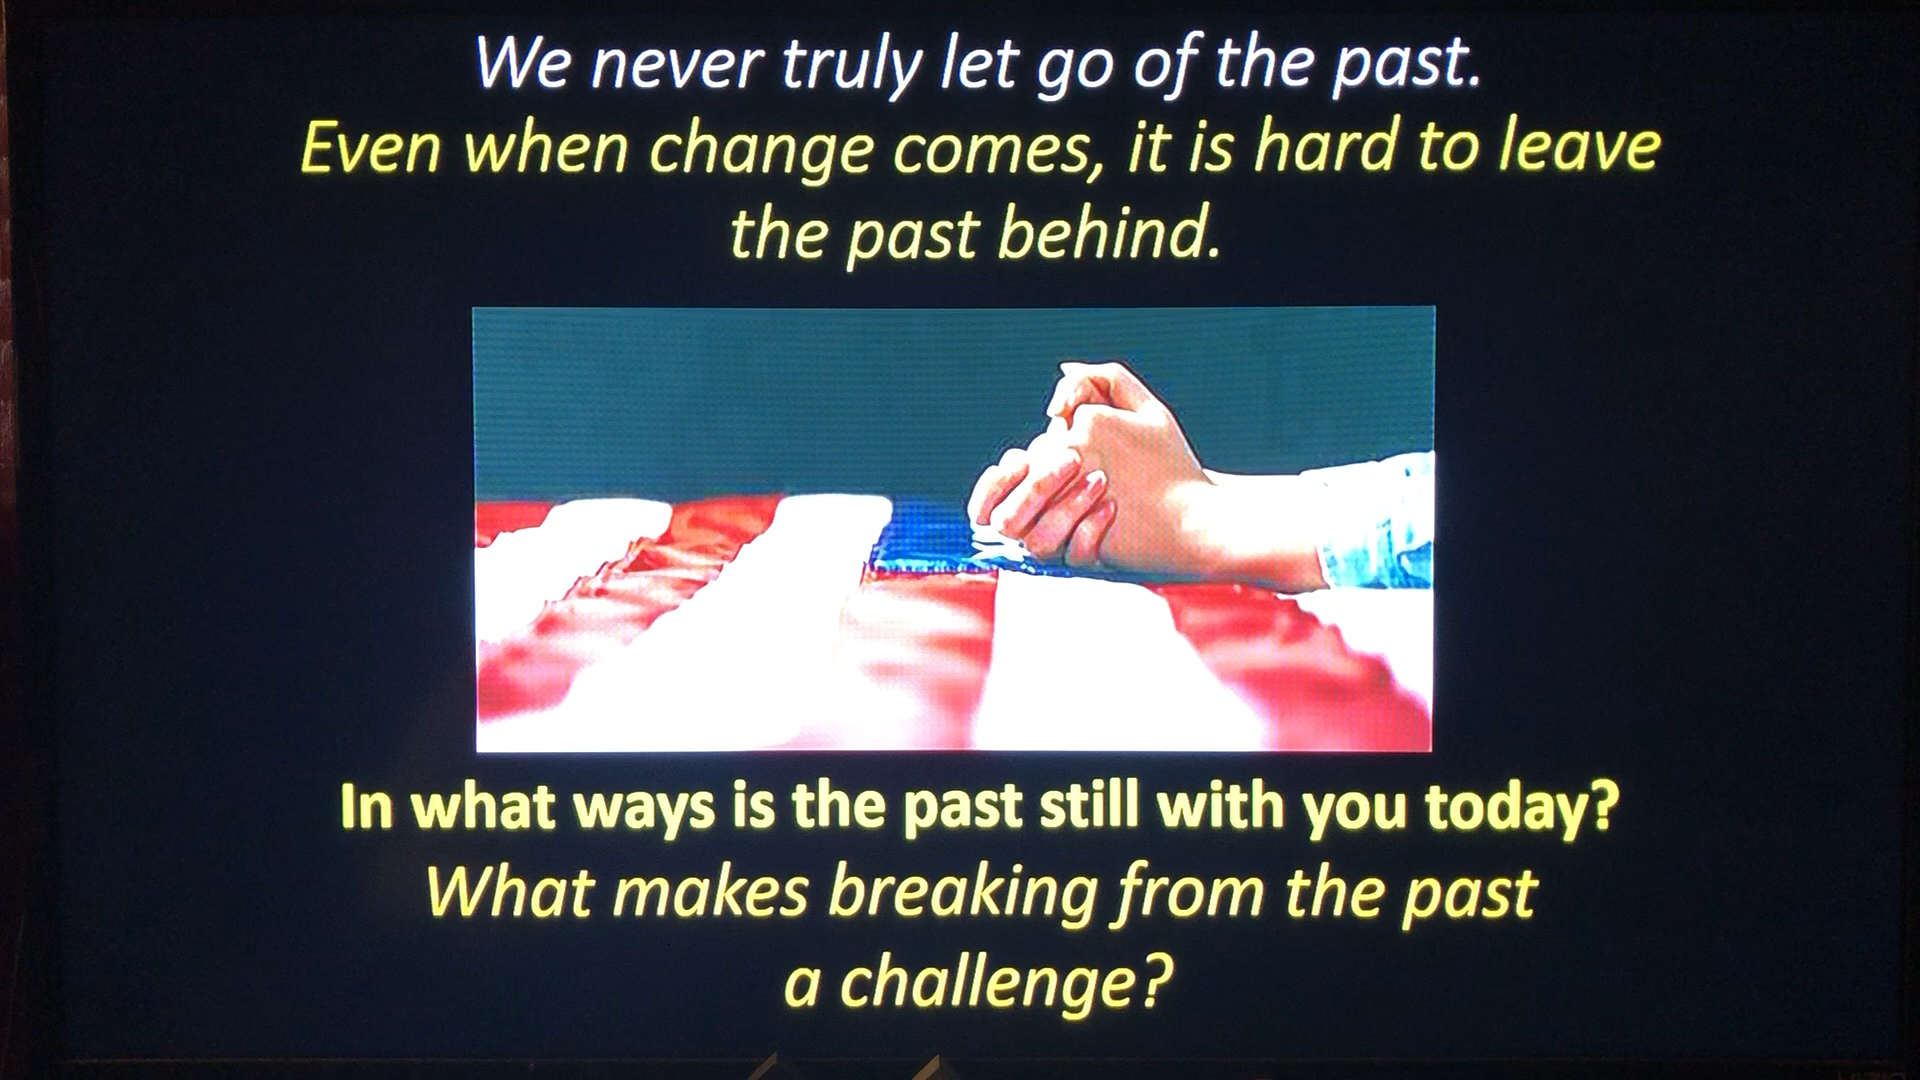 We never truly let go of the past.
Even when change comes, it is hard to leave
the past behind.
In what ways is the past still with you today?
What makes breaking from the past
a challenge?